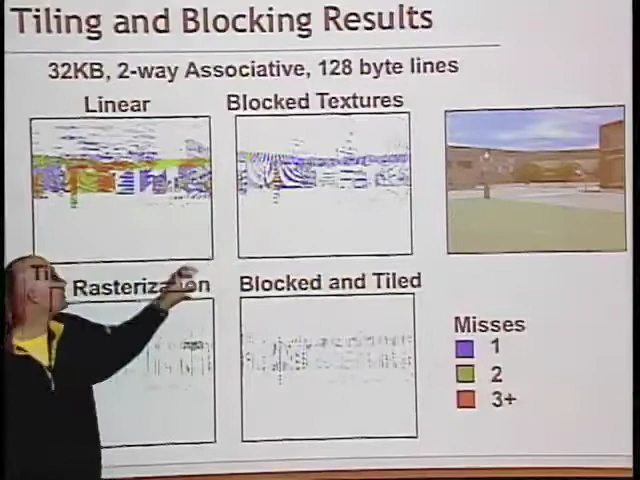 Tiling and Blocking Results
32KB, 2-way Associative, 128 byte lines
Linear
Blocked Textures
Rasterization
Blocked and Tiled
Misses
1
2
3+